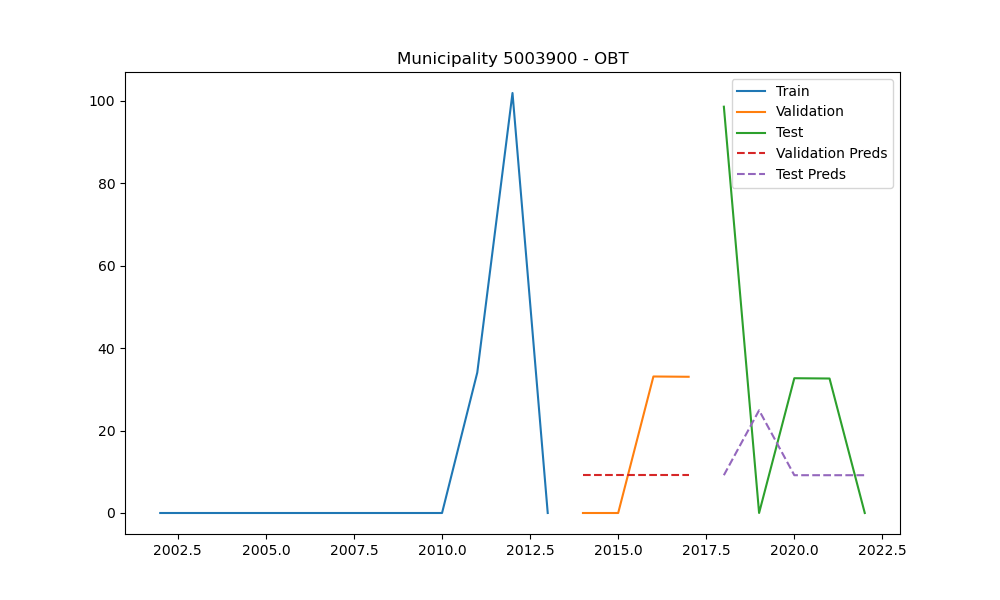 Municipality 5003900 - OBT
Train
Validation
Test
Validation Preds
Test Preds
100
80
60
40
20
0
2002.5 2005.0 2007.5 2010.0 2012.5 2015.0 2017.5 2020.0 2022.5